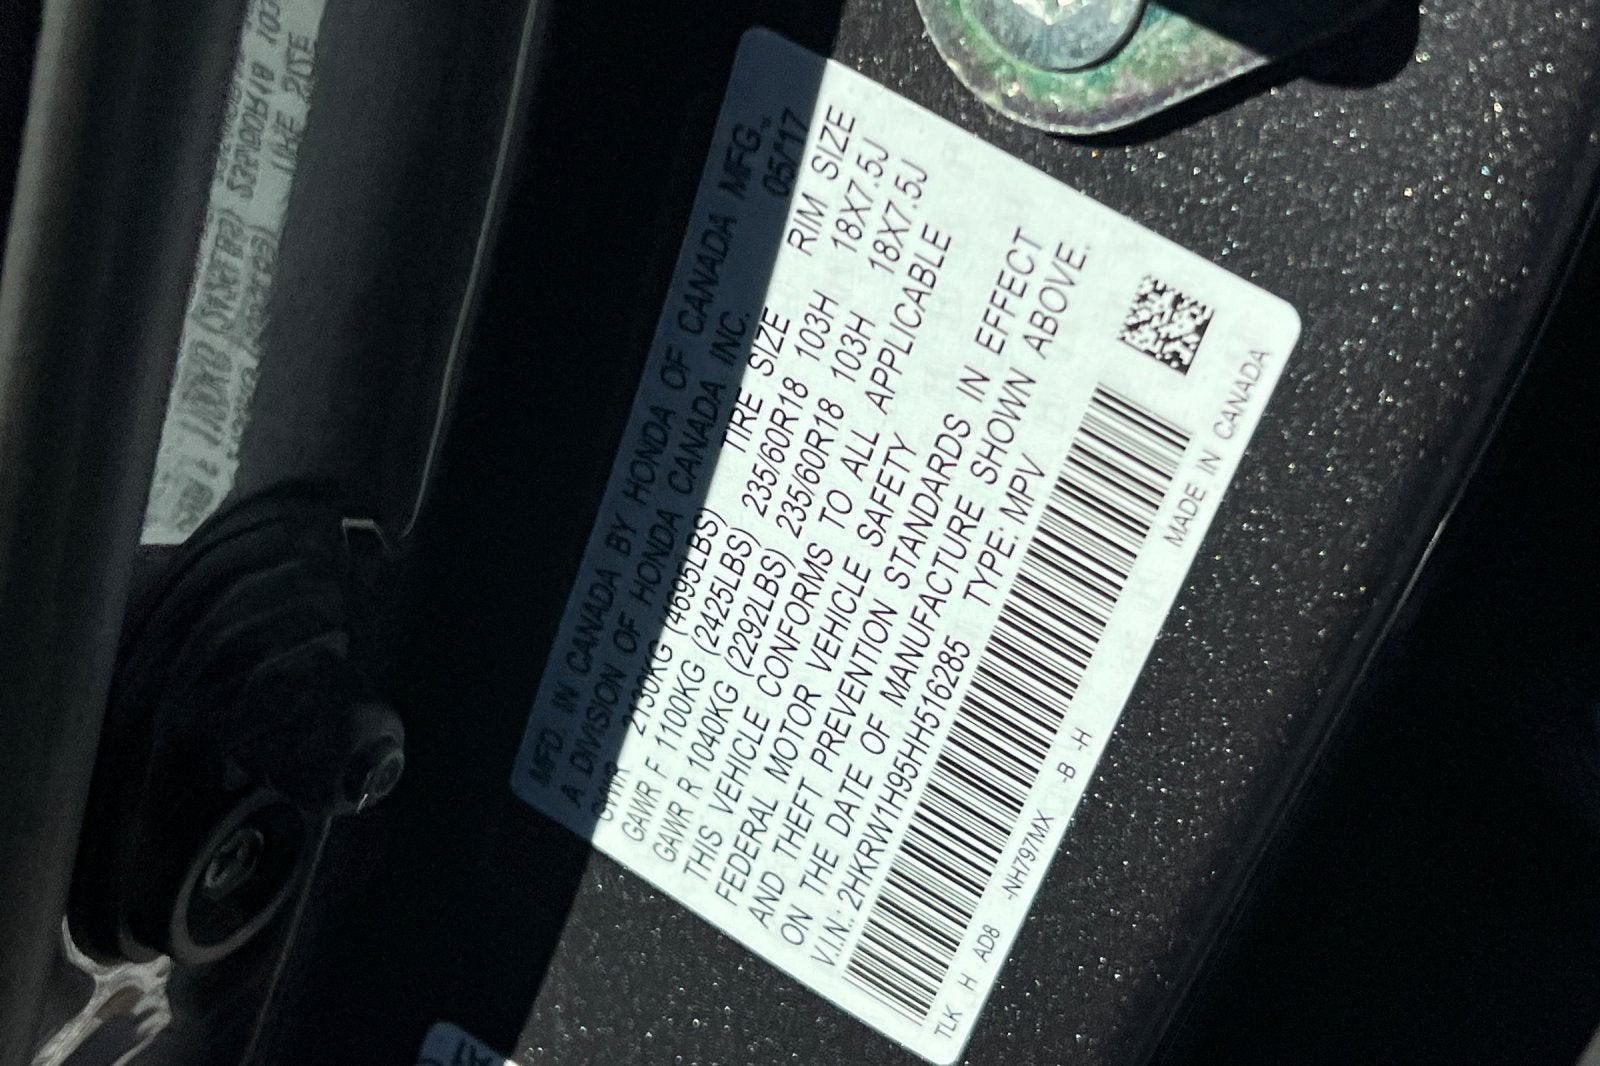 MFD. IN CANADA BY HONDA OF CANADA MFG.,
A DIVISION OF HONDA CANADA INC. 05/17
GVWR 2130KG (4695LBS) TIRE SIZE RIM SIZE
GAWR F 1100KG (2425LBS) 235/60R18 103H 18X7.5J
GAWR R 1040KG (2292LBS) 235/60R18 103H 18X7.5J
THIS VEHICLE CONFORMS TO ALL APPLICABLE
FEDERAL MOTOR VEHICLE SAFETY
AND THEFT PREVENTION STANDARDS IN EFFECT
ON THE DATE OF MANUFACTURE SHOWN ABOVE.
V.I.N.: 2HKRW1H95HH516285 TYPE: MPV
TLK H AD8 -NH797MX -B -H
MADE IN CANADA